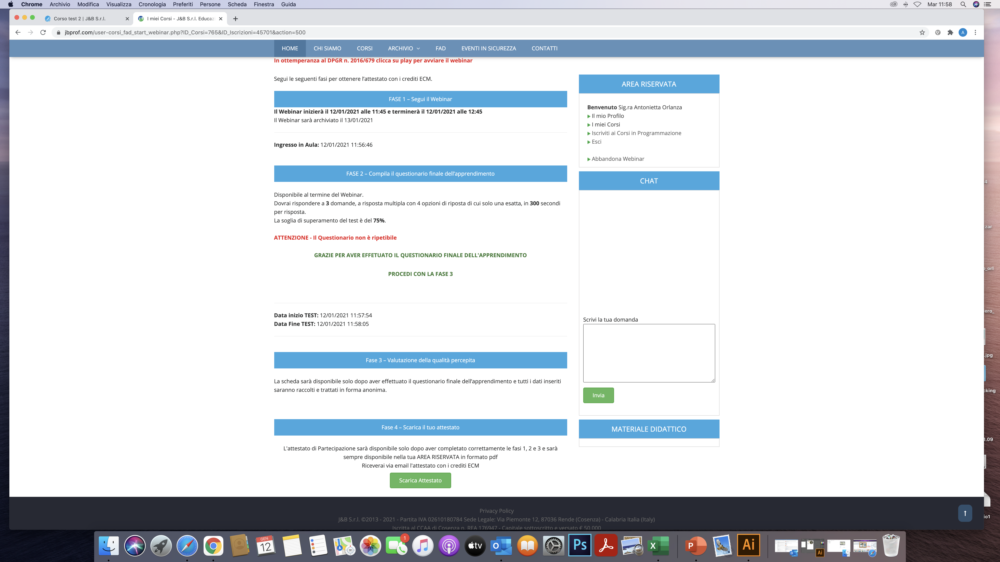 Chrome Archivio Modifica Visualizza Cronologia Preferiti Persone Scheda Finestra Guida
Mar 11:58
Corso test 2 | J&B S.r.l.
I miei Corsi - J&B S.r.l. Educaz
jbprof.com/user-corsi_fad_start_webinar.php?ID_Corsi=765&ID_Iscrizioni=45701&action=500
A
HOME CHI SIAMO CORSI ARCHIVIO FAD EVENTI IN SICUREZZA CONTATTI
In ottemperanza al DPGR n. 2016/679 clicca su play per avviare il webinar
Segui le seguenti fasi per ottenere l’attestato con i crediti ECM.
FASE 1 – Segui il Webinar
Il Webinar inizierà il 12/01/2021 alle 11:45 e terminerà il 12/01/2021 alle 12:45
Il Webinar sarà archiviato il 13/01/2021
Ingresso in Aula: 12/01/2021 11:56:46
FASE 2 – Compila il questionario finale dell’apprendimento
Disponibile al termine del Webinar.
Dovrai rispondere a 3 domande, a risposta multipla con 4 opzioni di riposta di cui solo una esatta, in 300 secondi
per risposta.
La soglia di superamento del test è del 75%.
ATTENZIONE - Il Questionario non è ripetibile
GRAZIE PER AVER EFFETUATO IL QUESTIONARIO FINALE DELL'APPRENDIMENTO
PROCEDI CON LA FASE 3
Data inizio TEST: 12/01/2021 11:57:54
Data Fine TEST: 12/01/2021 11:58:05
Fase 3 – Valutazione della qualità percepita
La scheda sarà disponibile solo dopo aver effettuato il questionario finale dell’apprendimento e tutti i dati inseriti
saranno raccolti e trattati in forma anonima.
Fase 4 – Scarica il tuo attestato
L'attestato di Partecipazione sarà disponibile solo dopo aver completato correttamente le fasi 1, 2 e 3 e sarà
sempre disponibile nella tua AREA RISERVATA in formato pdf
Riceverai via email l'attestato con i crediti ECM
Scarica Attestato
AREA RISERVATA
Benvenuto Sig.ra Antonietta Orlanza
Il mio Profilo
I miei Corsi
Iscriviti ai Corsi in Programmazione
Esci
Abbandona Webinar
CHAT
Scrivi la tua domanda
Invia
MATERIALE DIDATTICO
Privacy Policy
J&B S.r.l. ©2013 - 2021 - Partita IVA 02610180784 Sede Legale: Via Piemonte 12, 87036 Rende (Cosenza) - Calabria Italia (Italy)
Iscritta al CCAA di Cosenza n. REA 176947 - Capitale sottoscritto e versato € 50.000
4
zar
o_orl
iero_
.jpg
cking
1.09
io1
GEN
12
3D
1
tv
O
Ps
X
P
Ai
Ai